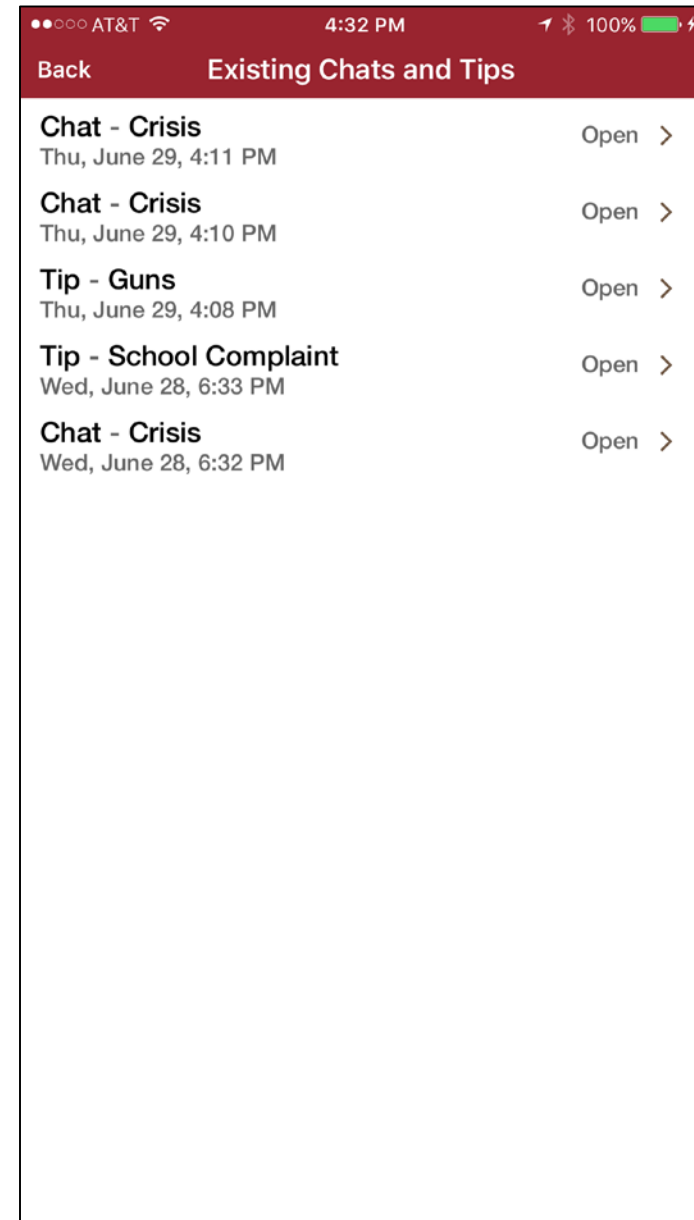 AT&T 4:32 PM 100%
Back Existing Chats and Tips
Chat - Crisis
Thu, June 29, 4:11 PM Open
Chat - Crisis
Thu, June 29, 4:10 PM Open
Tip - Guns
Thu, June 29, 4:08 PM Open
Tip - School Complaint
Wed, June 28, 6:33 PM Open
Chat - Crisis
Wed, June 28, 6:32 PM Open